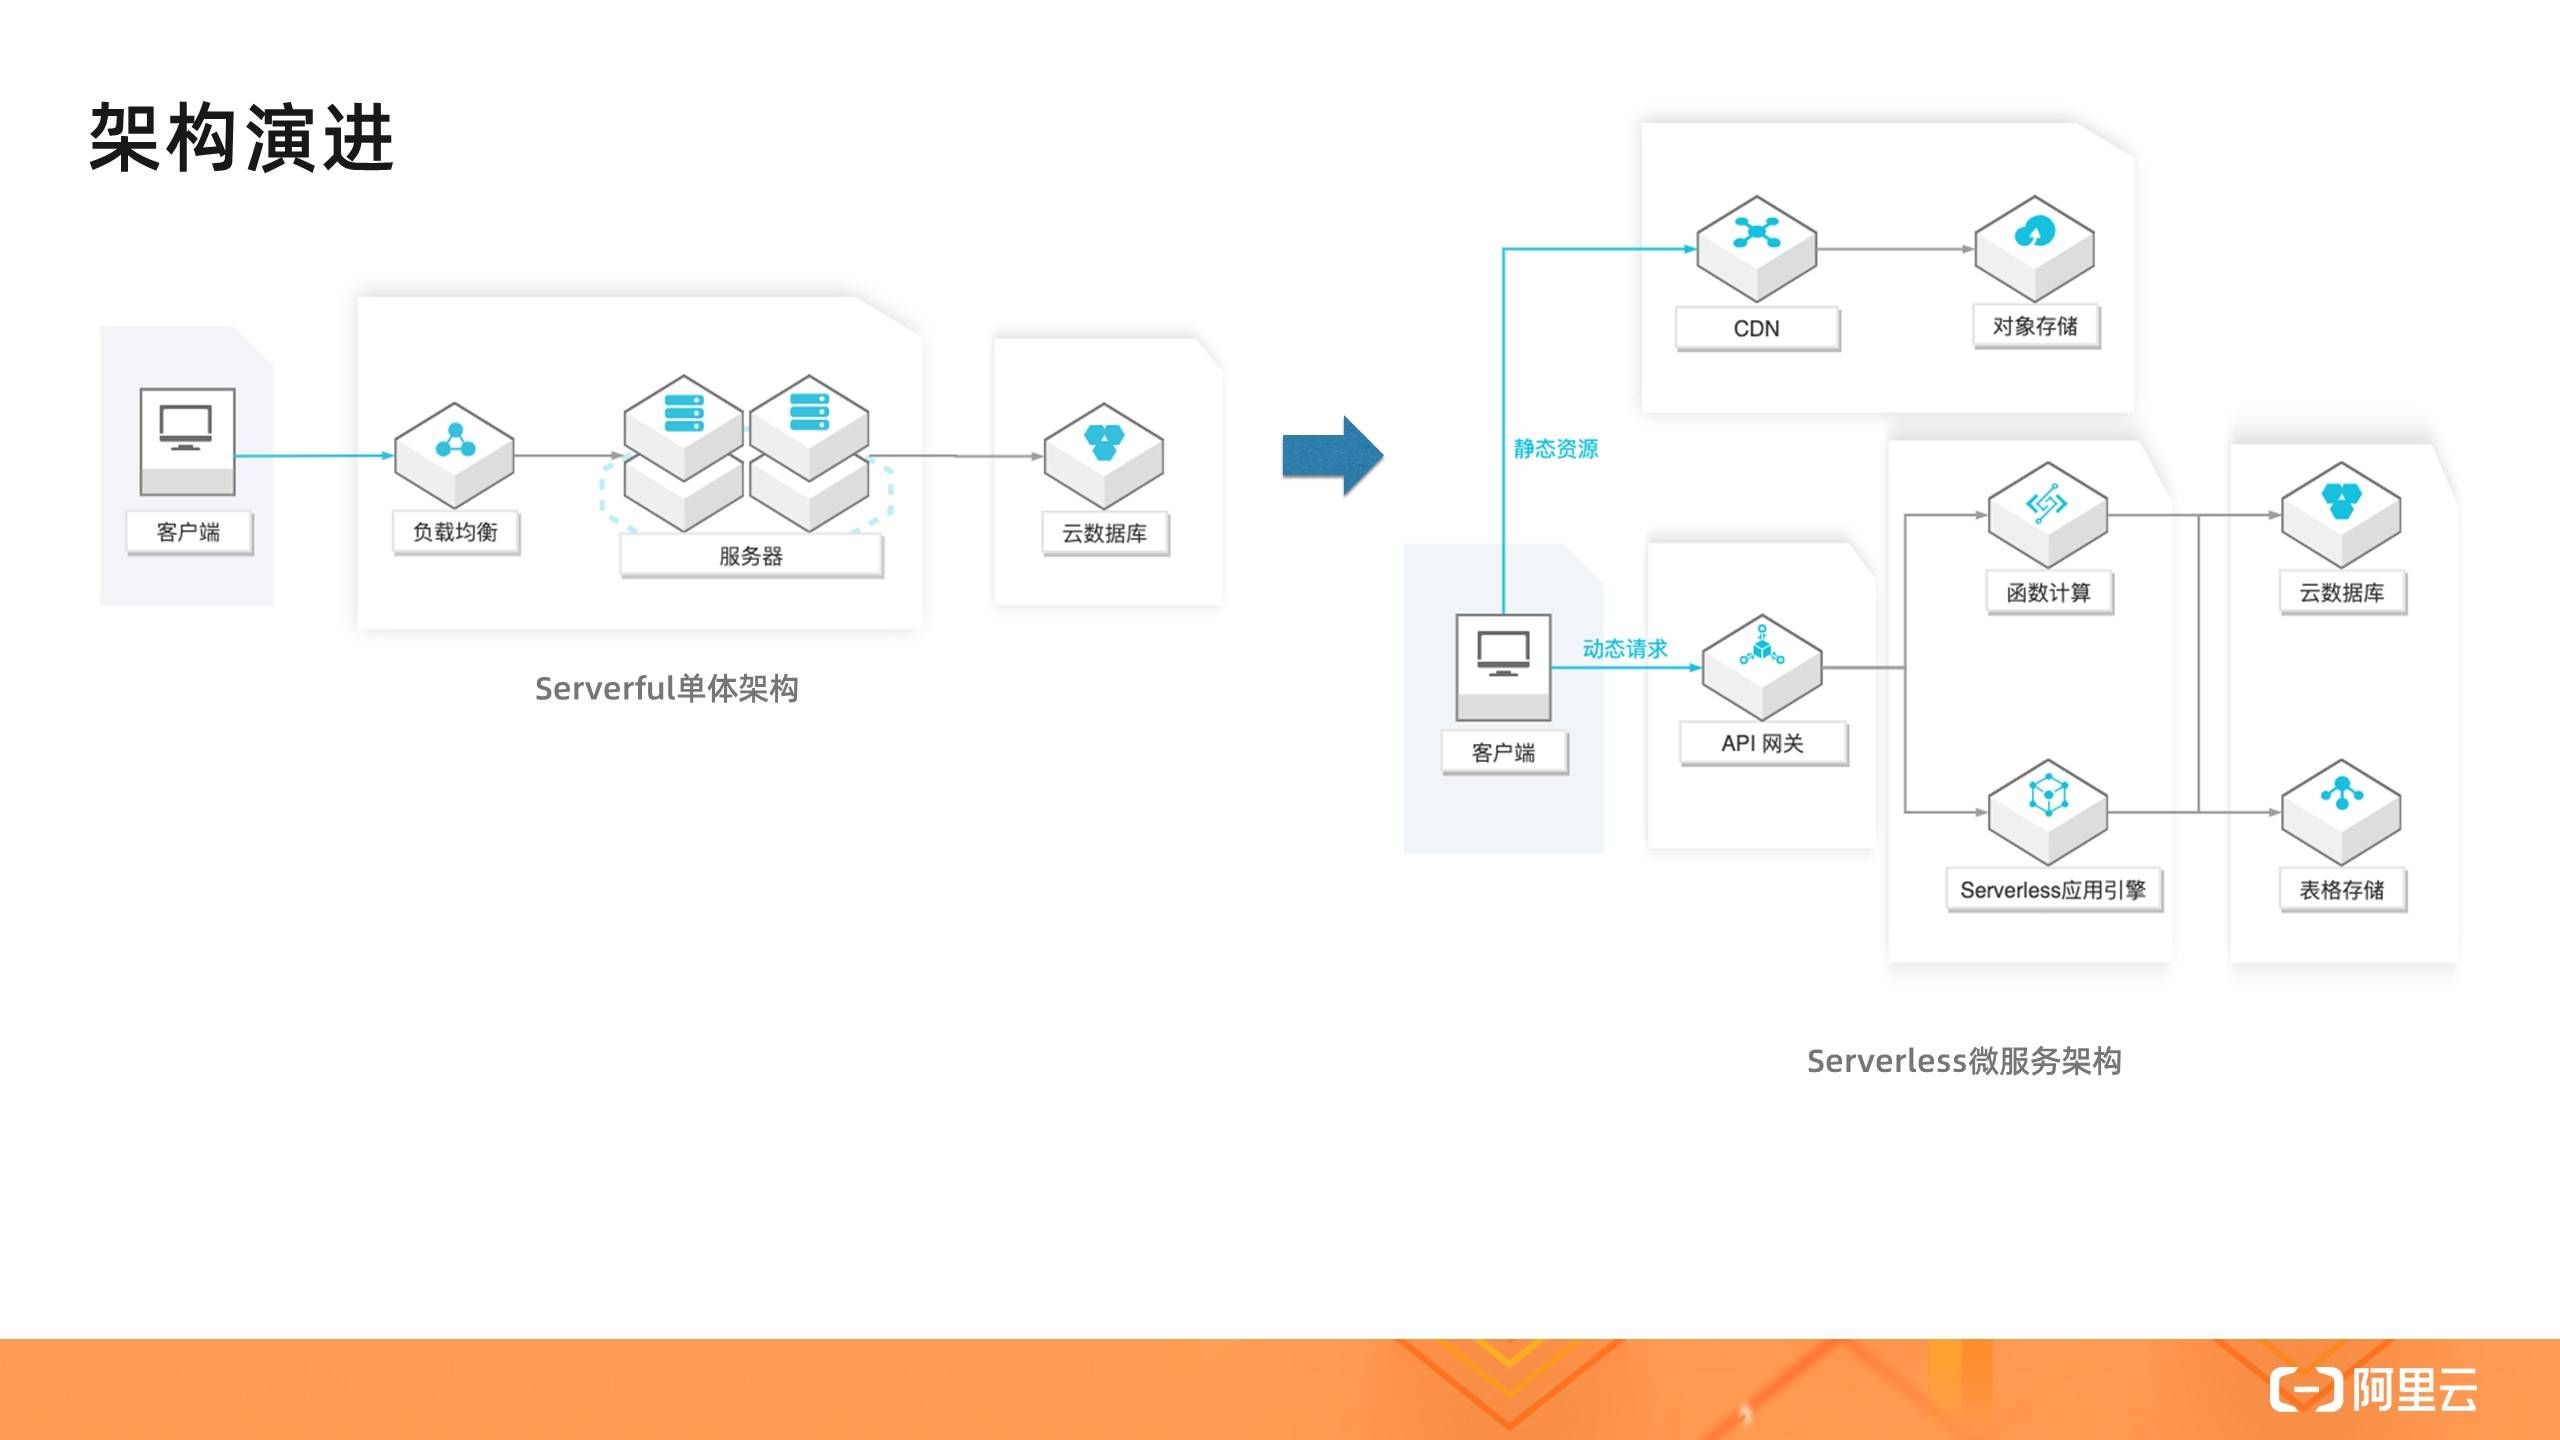 架构演进
客户端
负载均衡
服务器
云数据库
Serverful单体架构
CDN
对象存储
静态资源
动态请求
客户端
API 网关
函数计算
云数据库
Serverless应用引擎
表格存储
Serverless微服务架构
阿里云